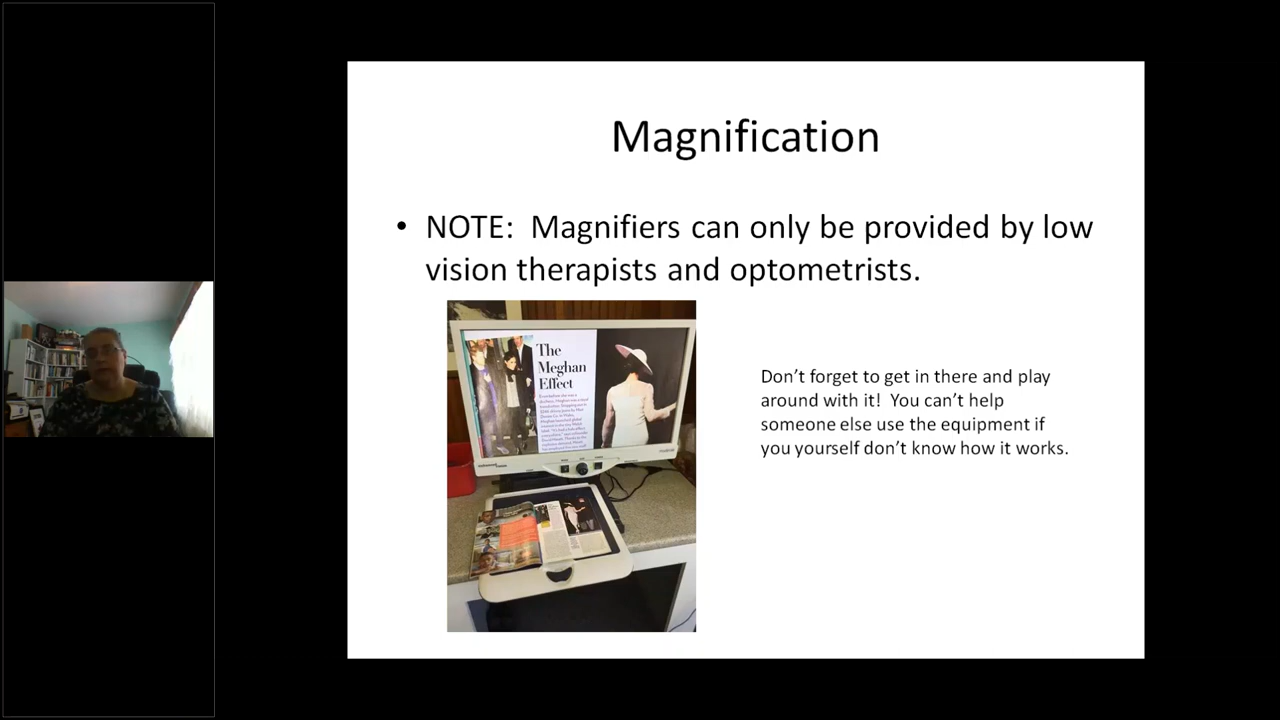 Magnification
• NOTE:  Magnifiers can only be provided by low
vision therapists and optometrists.
The
Meghan
Effect
Don’t forget to get in there and play
around with it!  You can’t help
someone else use the equipment if
you yourself don’t know how it works.